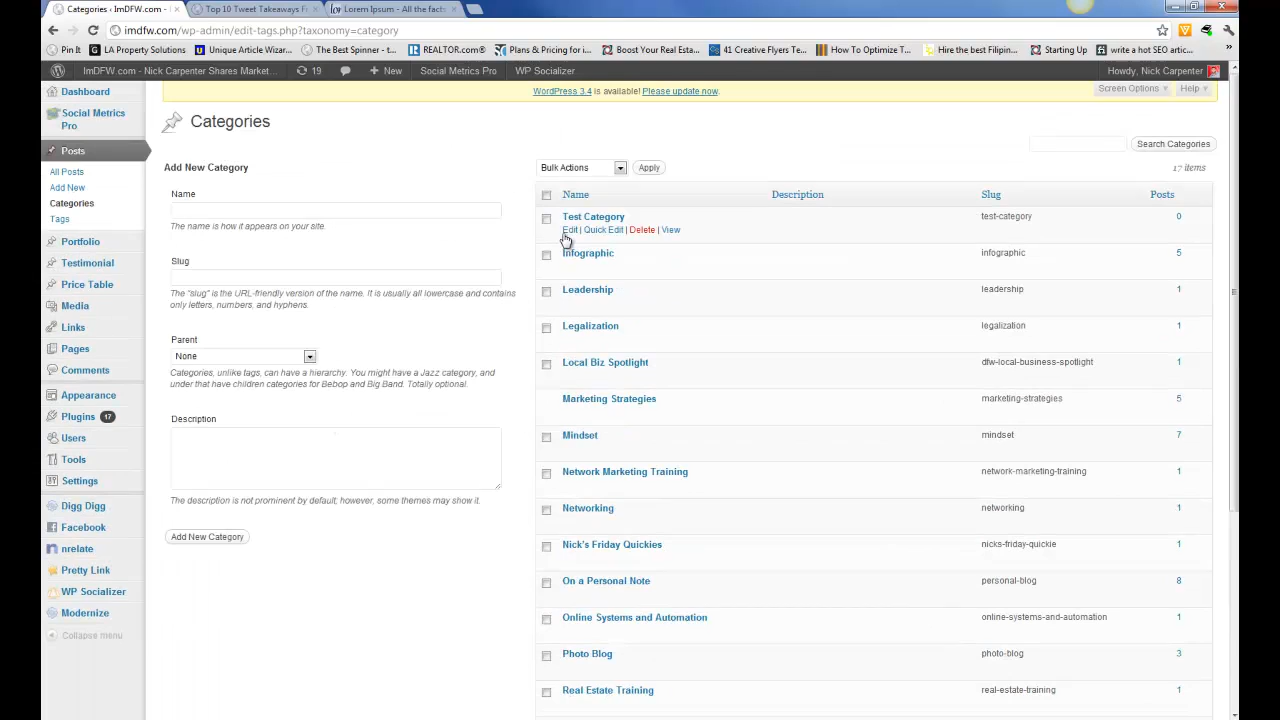 Categories ‹ ImDFW.com -
Top 10 Tweet Takeaways F
Lorem Ipsum - All the facts
imdfw.com/wp-admin/edit-tags.php?taxonomy=category
Pin It LA Property Solutions Unique Article Wizar... The Best Spinner - t... REALTOR.com® Plans & Pricing for i... Boost Your Real Esta... 41 Creative Flyers Te... How To Optimize T... Hire the best Filipin... Starting Up write a hot SEO artic...
ImDFW.com - Nick Carpenter Shares Market... 19 New Social Metrics Pro WP Socializer Howdy, Nick Carpenter
WordPress 3.4 is available! Please update now.
Screen Options Help
Dashboard
Social Metrics
Pro
Posts
All Posts
Add New
Categories
Tags
Portfolio
Testimonial
Price Table
Media
Links
Pages
Comments
Appearance
Plugins 17
Users
Tools
Settings
Digg Digg
Facebook
nrelate
Pretty Link
WP Socializer
Modernize
Collapse menu
Categories
Search Categories
Add New Category
Name
The name is how it appears on your site.
Slug
The "slug" is the URL-friendly version of the name. It is usually all lowercase and contains
only letters, numbers, and hyphens.
Parent
None
Categories, unlike tags, can have a hierarchy. You might have a Jazz category, and
under that have children categories for Bebop and Big Band. Totally optional.
Description
The description is not prominent by default; however, some themes may show it.
Add New Category
Bulk Actions Apply 17 items
Name Description Slug Posts
Test Category test-category 0
Edit | Quick Edit | Delete | View
Infographic infographic 5
Leadership leadership 1
Legalization legalization 1
Local Biz Spotlight dfw-local-business-spotlight 1
Marketing Strategies marketing-strategies 5
Mindset mindset 7
Network Marketing Training network-marketing-training 1
Networking networking 1
Nick's Friday Quickies nicks-friday-quickie 1
On a Personal Note personal-blog 8
Online Systems and Automation online-systems-and-automation 1
Photo Blog photo-blog 3
Real Estate Training real-estate-training 1